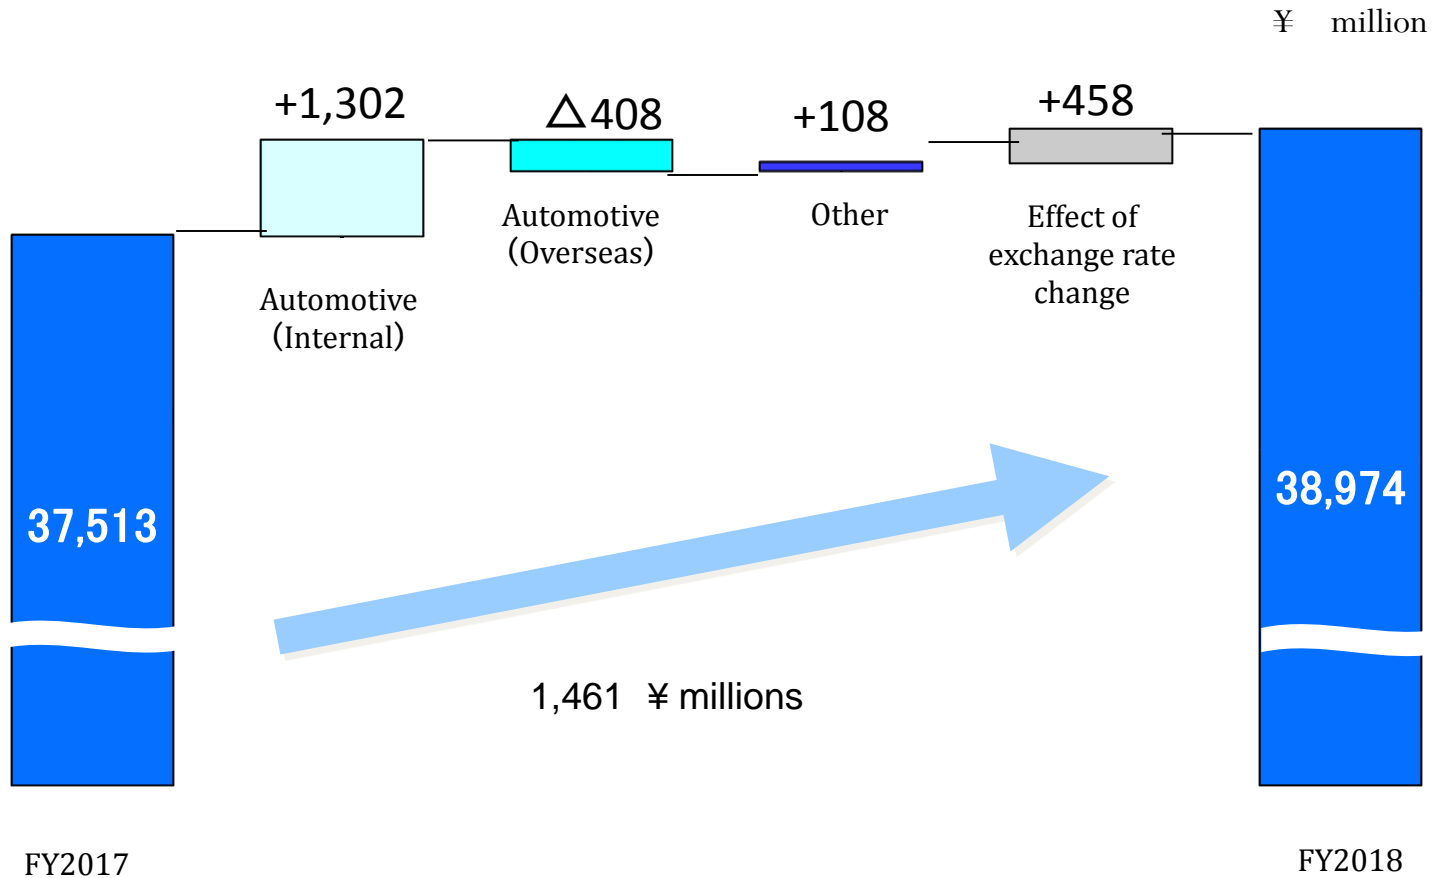 ¥ million
+1,302
△408
+108
+458
Automotive
(Internal)
Automotive
(Overseas)
Other
Effect of
exchange rate
change
37,513
38,974
1,461 ¥ millions
FY2017
FY2018